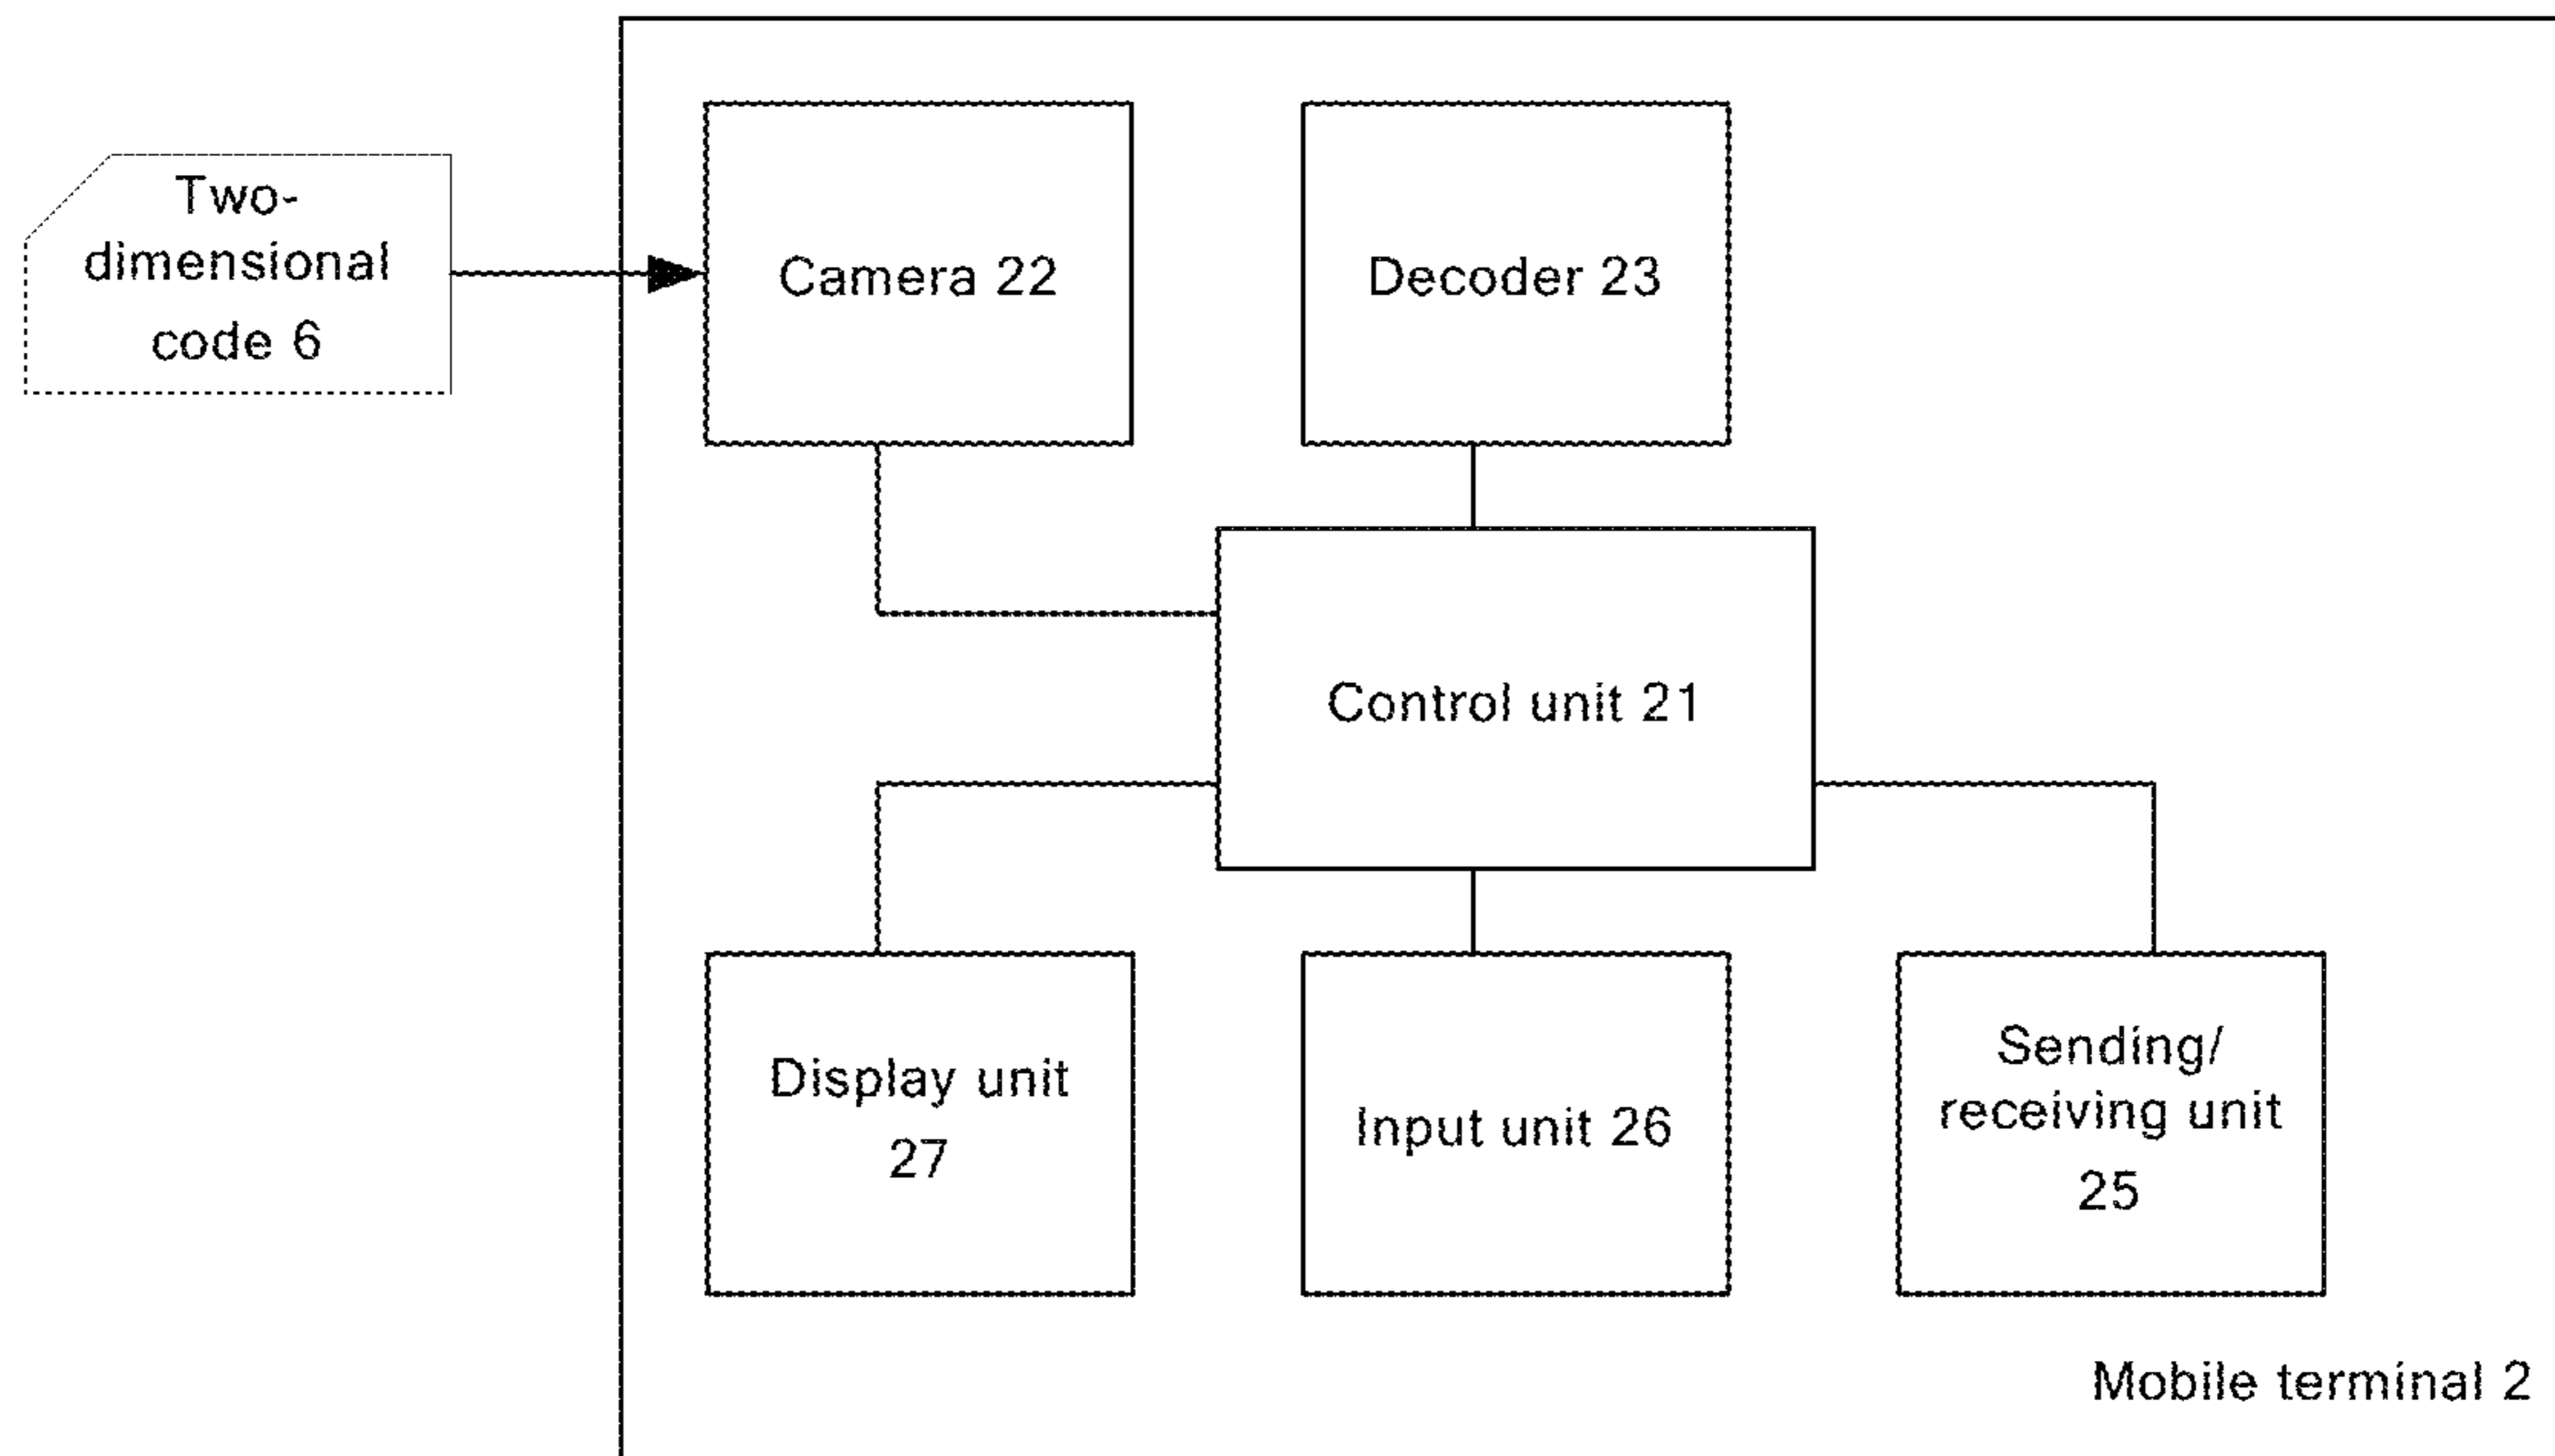 Two-
dimensional
code 6
Camera 22
Decoder 23
Control unit 21
Display unit
27
Input unit 26
Sending/
receiving unit
25
Mobile terminal 2